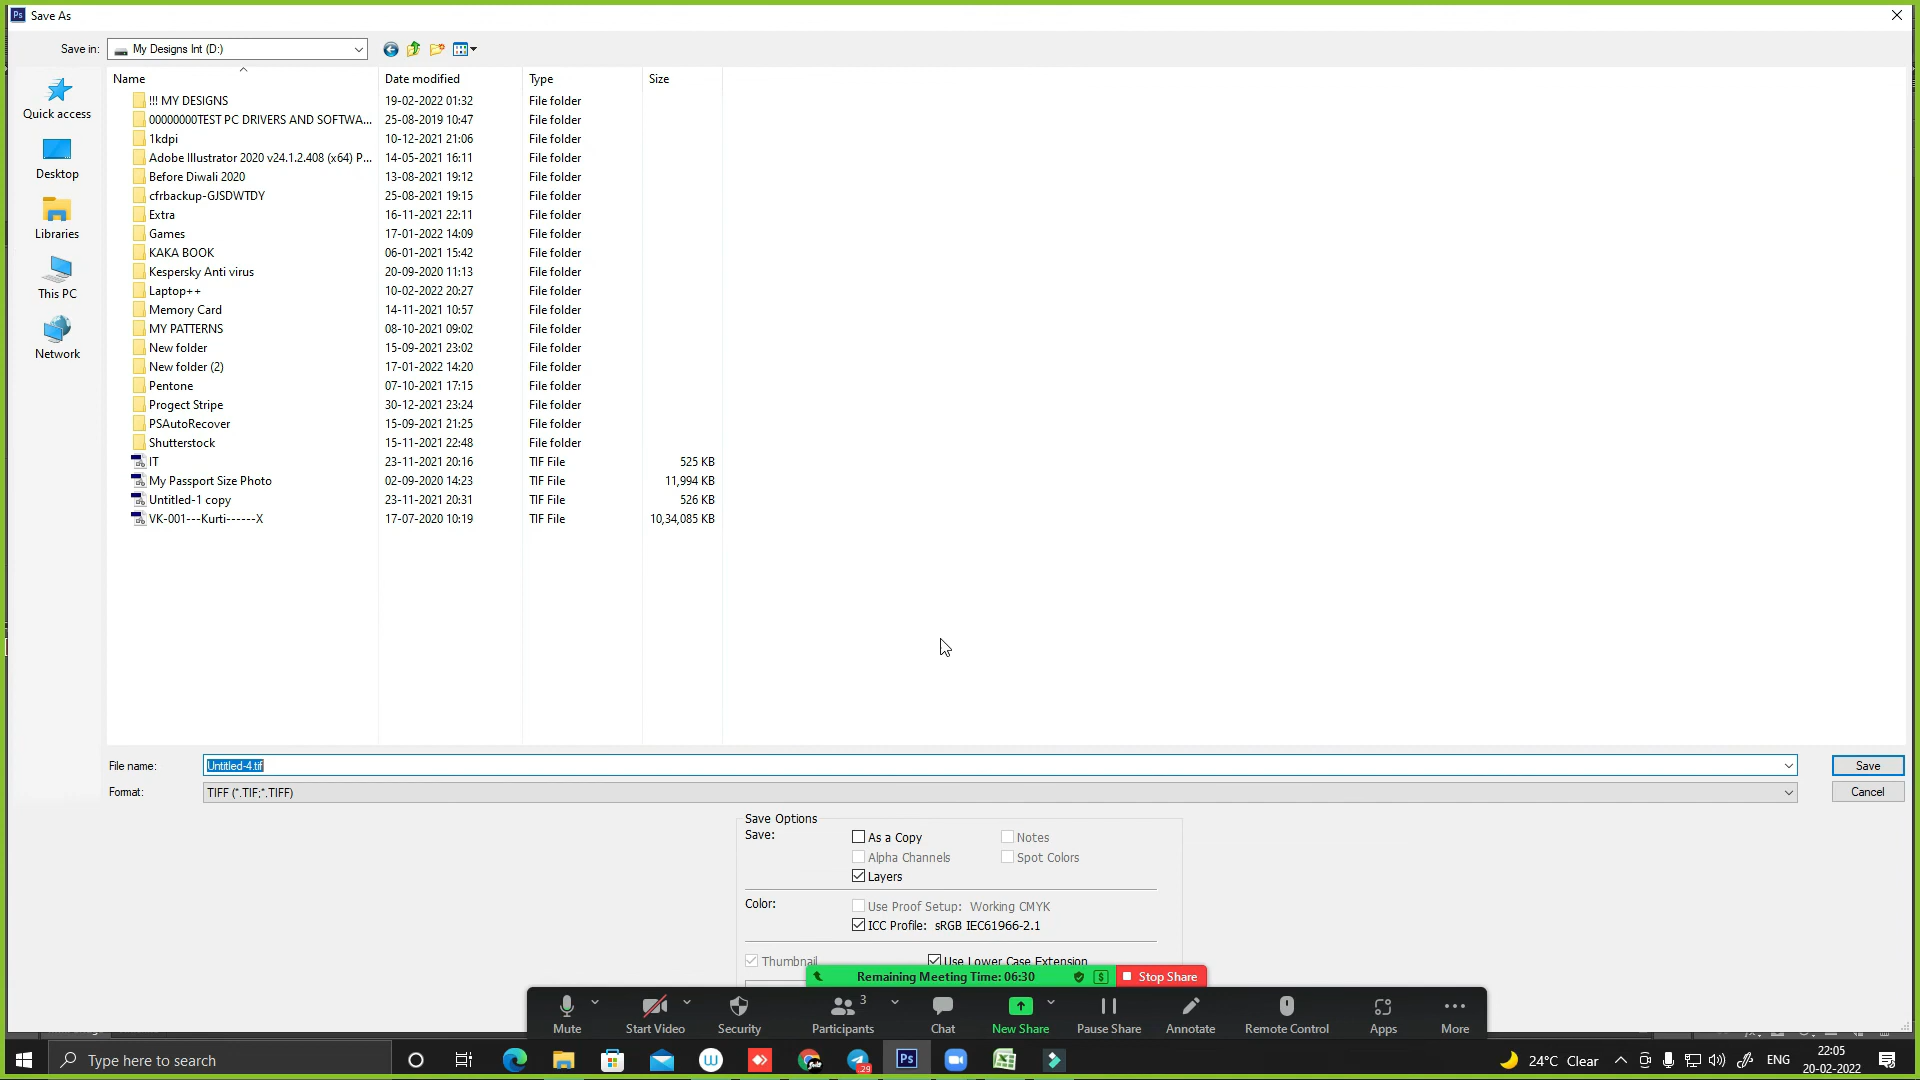 Ps Save As
Save in: My Designs Int (D:)
Name Date modified Type Size
Quick access
Desktop
Libraries
This PC
Network
!!! MY DESIGNS 19-02-2022 01:32 File folder
00000000TEST PC DRIVERS AND SOFTWA... 25-08-2019 10:47 File folder
1kdpi 10-12-2021 21:06 File folder
Adobe Illustrator 2020 v24.1.2.408 (x64) P... 14-05-2021 16:11 File folder
Before Diwali 2020 13-08-2021 19:12 File folder
cfrbackup-GJSDWTDY 25-08-2021 19:15 File folder
Extra 16-11-2021 22:11 File folder
Games 17-01-2022 14:09 File folder
KAKA BOOK 06-01-2021 15:42 File folder
Kespersky Anti virus 20-09-2020 11:13 File folder
Laptop++ 10-02-2022 20:27 File folder
Memory Card 14-11-2021 10:57 File folder
MY PATTERNS 08-10-2021 09:02 File folder
New folder 15-09-2021 23:02 File folder
New folder (2) 17-01-2022 14:20 File folder
Pentone 07-10-2021 17:15 File folder
Progect Stripe 30-12-2021 23:24 File folder
PSAutoRecover 15-09-2021 21:25 File folder
Shutterstock 15-11-2021 22:48 File folder
IT 23-11-2021 20:16 TIF File 525 KB
My Passport Size Photo 02-09-2020 14:23 TIF File 11,994 KB
Untitled-1 copy 23-11-2021 20:31 TIF File 526 KB
VK-001---Kurti------X 17-07-2020 10:19 TIF File 10,34,085 KB
File name: Untitled-4.tif Save
Format: TIFF (*.TIF;*.TIFF) Cancel
Save Options
Save: As a Copy Notes
Alpha Channels Spot Colors
Layers
Color: Use Proof Setup: Working CMYK
ICC Profile: sRGB IEC61966-2.1
Thumbnail Use Lower Case Extension
Remaining Meeting Time: 06:30 $ Stop Share
3
Mute Start Video Security Participants Chat New Share Pause Share Annotate Remote Control Apps More
Type here to search W 29 Ps 24°C Clear ENG 22:05
20-02-2022